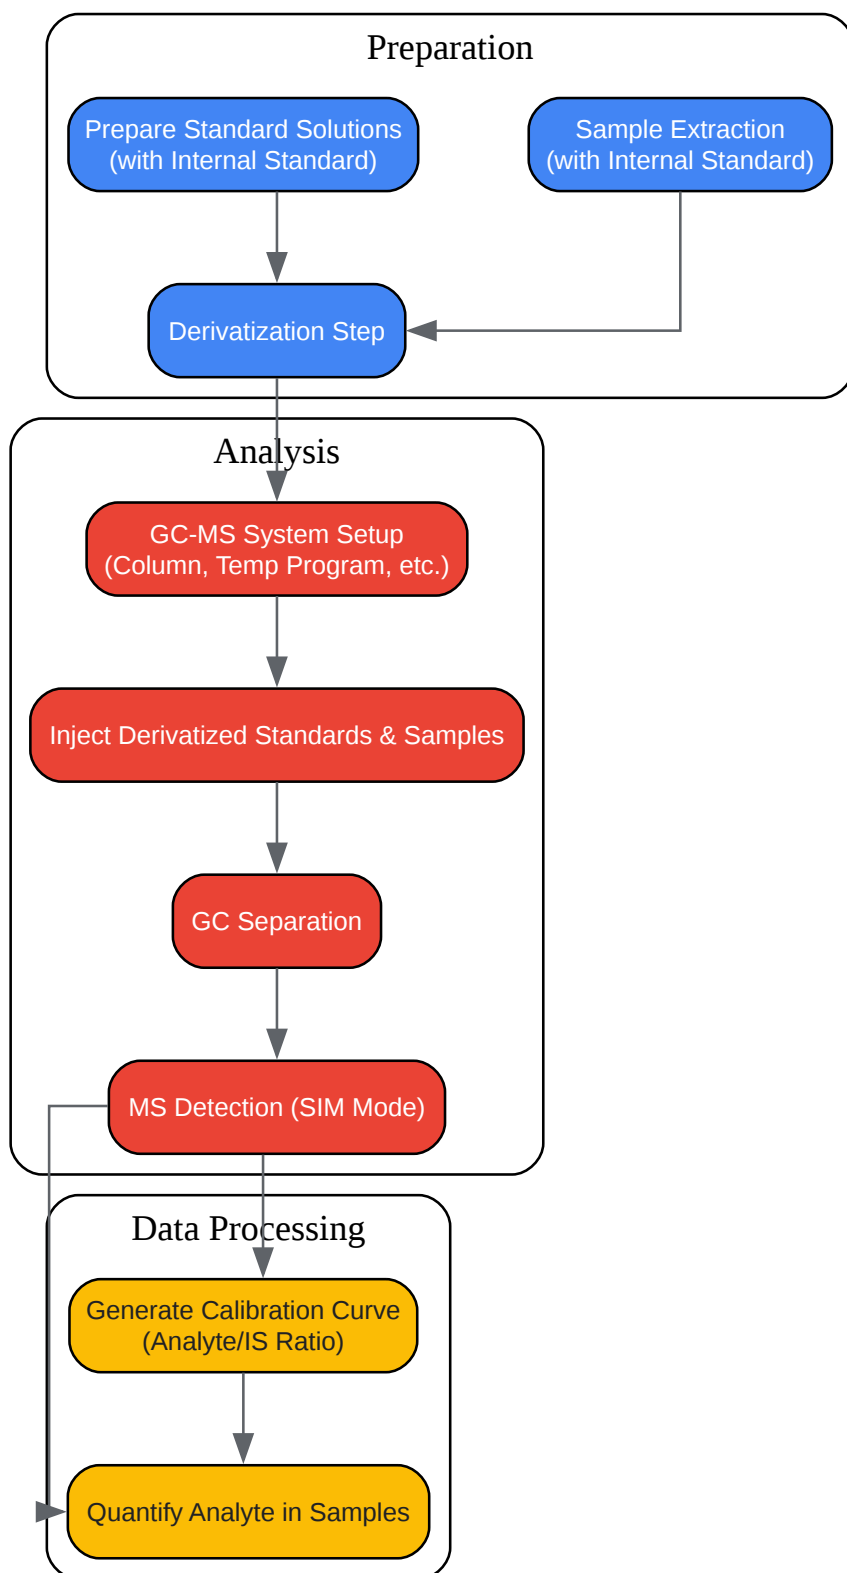 Preparation
Prepare Standard Solutions
(with Internal Standard)
Sample Extraction
(with Internal Standard)
Derivatization Step
Analysis
GC-MS System Setup
(Column, Temp Program, etc.)
Inject Derivatized Standards & Samples
GC Separation
MS Detection (SIM Mode)
Data Processing
Generate Calibration Curve
(Analyte/IS Ratio)
Quantify Analyte in Samples